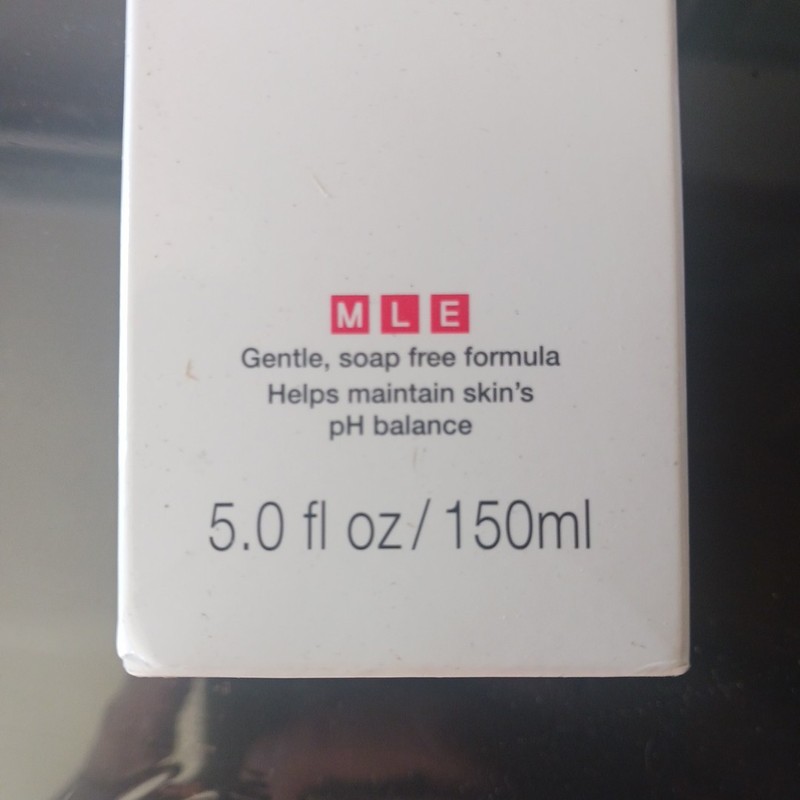 MLE
Gentle, soap free formula
Helps maintain skin's
pH balance
5.0 fl oz/150ml